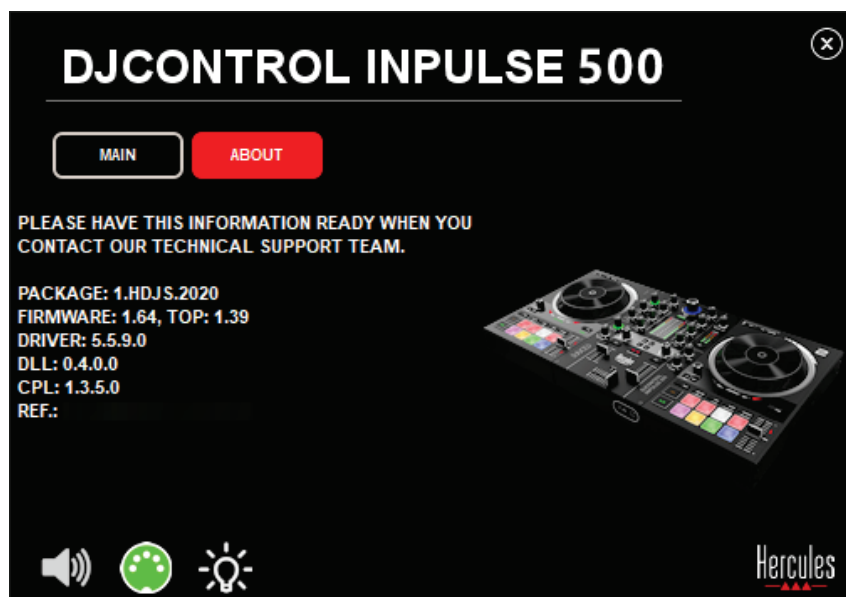 DJCONTROL INPULSE 500
MAIN
ABOUT
PLEASE HAVE THIS INFORMATION READY WHEN YOU
CONTACT OUR TECHNICAL SUPPORT TEAM.
PACKAGE: 1.HDJS.2020
FIRMWARE: 1.64, TOP: 1.39
DRIVER: 5.5.9.0
DLL: 0.4.0.0
CPL: 1.3.5.0
REF.:
Hercules